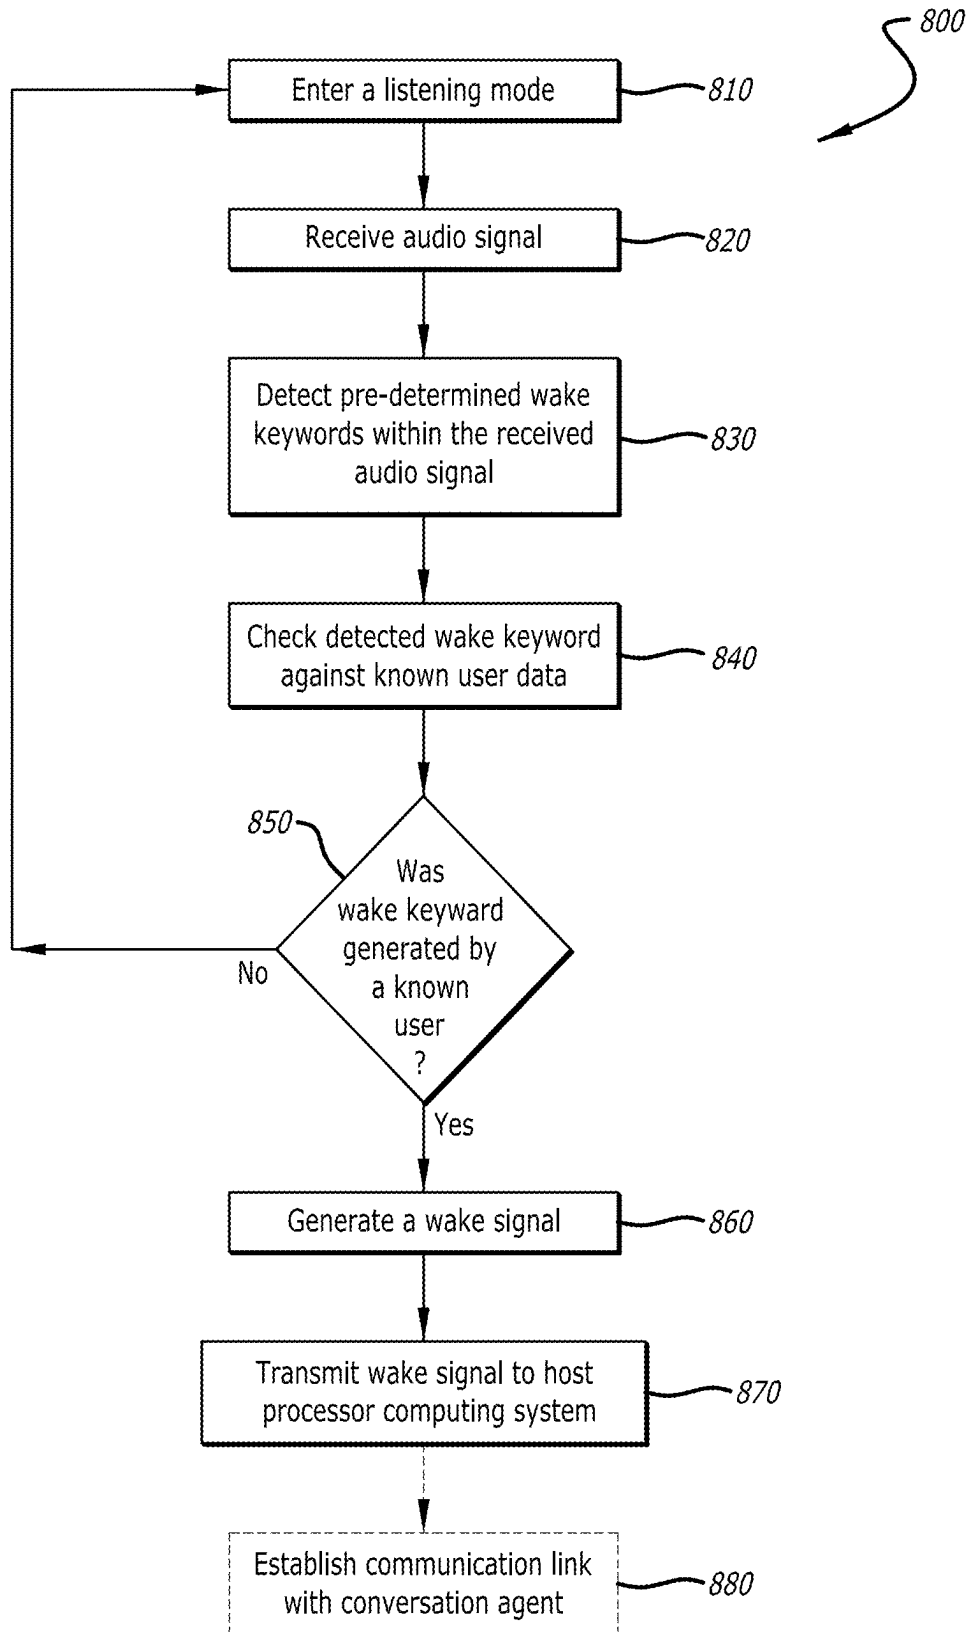 800
Enter a listening mode
810
Receive audio signal
820
Detect pre-determined wake
keywords within the received
audio signal
830
Check detected wake keyword
against known user data
840
850
Was
wake keyward
generated by
a known
user
?
No
Yes
Generate a wake signal
860
Transmit wake signal to host
processor computing system
870
Establish communication link
with conversation agent
880